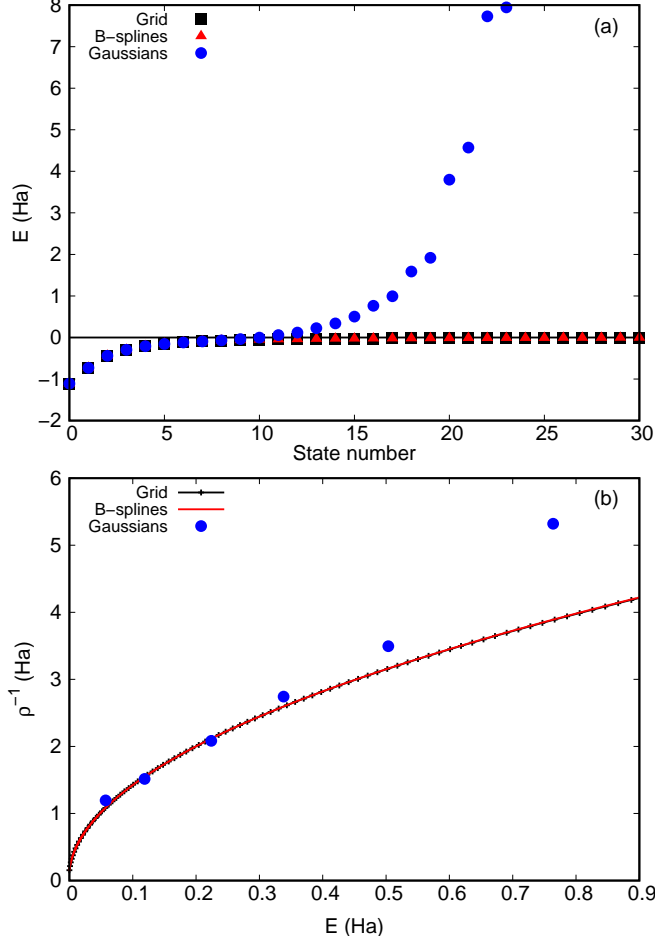 8
7
6
5
4
3
2
1
0
−1
−2
E (Ha)
Grid
B−splines
Gaussians
(a)
0 5 10 15 20 25 30
State number
6
5
4
3
2
1
0
ρ⁻¹ (Ha)
Grid
B−splines
Gaussians
(b)
0 0.1 0.2 0.3 0.4 0.5 0.6 0.7 0.8 0.9
E (Ha)